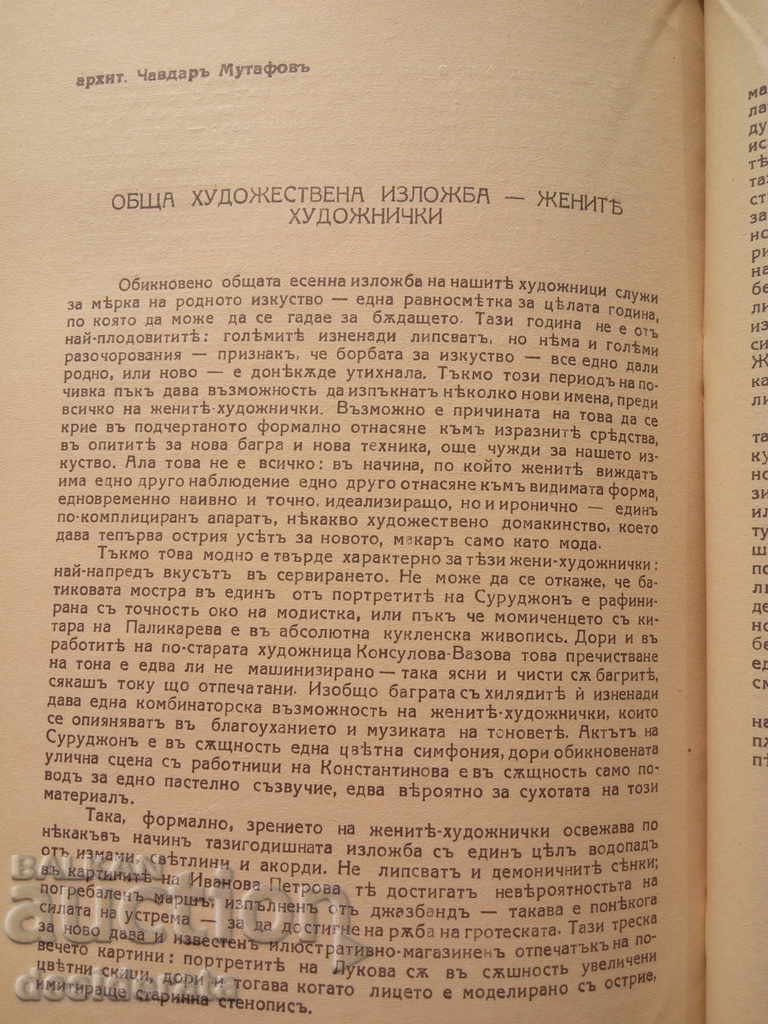 архит. Чавдаръ Мутафовъ
ОБЩА ХУДОЖЕСТВЕНА ИЗЛОЖБА — ЖЕНИТѢ
ХУДОЖНИЧКИ
Обикновено общата есенна изложба на нашитѣ художници служи
за мѣрка на родното изкуство — една равносметка за цѣлата година,
по която да може да се гадае за бѫдащето. Тази година не е отъ
най-плодовитѣ: голѣмитѣ изненади липсватъ, но нѣма и голѣми
разочорования — признакъ, че борбата за изкуство — все едно дали
родно, или ново — е донѣкѫде утихнала. Тъкмо този периодъ на по-
чивка пъкъ дава възможность да изпъкнатъ нѣколко нови имена, преди
всичко на женитѣ-художнички. Възможно е причината на това да се
крие въ подчертаното формално отнасяне къмъ изразнитѣ срѣдства,
въ опититѣ за нова багра и нова техника, още чужди за нашето из-
куство. Ала това не е всичко: въ начина, по който женитѣ виждатъ
има едно друго наблюдение едно друго отнасяне къмъ видимата форма,
едновременно наивно и точно, идеализиращо, но и иронично — единъ
по-комплициранъ апаратъ, нѣкакво художествено домакинство, което
дава тепърва острия усѣтъ за новото, макаръ само като мода.
Тъкмо това модно е твърде характерно за тѣзи жени-художнички:
най-напредъ вкусътъ въ сервирането. Не може да се откаже, че ба-
тиковата мостра въ единъ отъ портретитѣ на Суруджон е рафини-
рана съ точность око на модистка, или пъкъ че момиченцето съ ки-
тара на Паликарева е въ абсолютна кукленска живопись. Дори и въ
работитѣ на по-старата художница Консулова-Вазова това пречистване
на тона е едва ли не машинизирано — така ясни и чисти сѫ багритѣ,
сякашъ току що отпечатани. Изобщо баграта съ хилядитѣ ѝ изненади
дава една комбинаторска възможность на женитѣ-художнички, които
се опияняватъ въ благоуханието и музиката на тоноветѣ. Актътъ на
Суруджон е въ сѫщность една цвѣтна симфония, дори обикновената
улична сцена съ работници на Константинова е въ сѫщность само по-
водъ за едно пастелно съзвучие, едва вѣроятно за сухотата на този
материалъ.
Така, формално, зрението на женитѣ-художнички освежава по
нѣкакъвъ начинъ тазигодишната изложба съ единъ цѣлъ водопадъ
отъ измами, свѣтлини и акорди. Не липсватъ и демоничнитѣ сѣнки;
въ картинитѣ на Иванова Петрова тѣ достигатъ невѣроятностьта на
погребаленъ маршъ, изпълненъ отъ джазбандъ — такава е понѣкога
силата на устрема — за да достигне на рѫба на гротеската. Тази треска
за ново дава и известенъ илюстративно-магазиненъ отпечатъкъ на по-
вечето картини: портретитѣ на Лукова сѫ въ сѫшность увеличени
цвѣтни скици, дори и тогава когато лицето е моделирано съ острие,
имитираще старинна стенопись.
BALKAN
auction